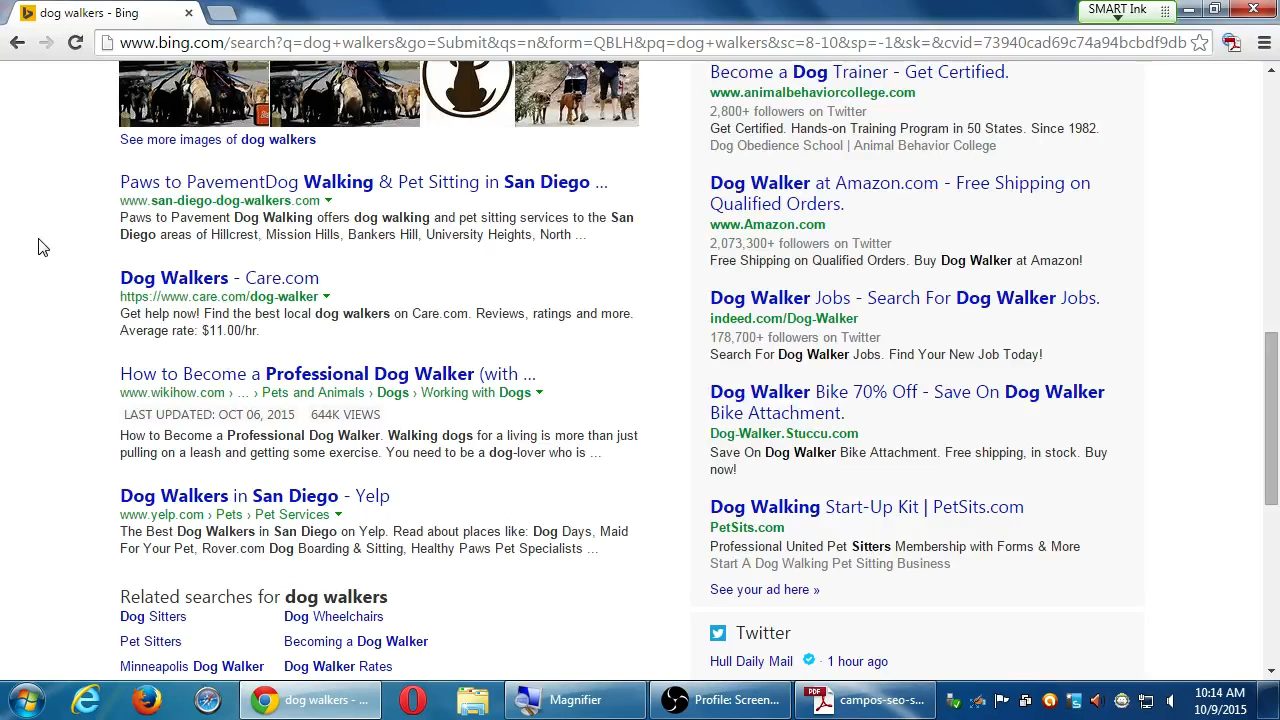 dog walkers - Bing
SMART Ink
www.bing.com/search?q=dog+walkers&go=Submit&qs=n&form=QBLH&pq=dog+walkers&sc=8-10&sp=-1&sk=&cvid=73940cad69c74a94bcbdf9db
See more images of dog walkers
Paws to PavementDog Walking & Pet Sitting in San Diego ...
www.san-diego-dog-walkers.com
Paws to Pavement Dog Walking offers dog walking and pet sitting services to the San
Diego areas of Hillcrest, Mission Hills, Bankers Hill, University Heights, North ...
Dog Walkers - Care.com
https://www.care.com/dog-walker
Get help now! Find the best local dog walkers on Care.com. Reviews, ratings and more.
Average rate: $11.00/hr.
How to Become a Professional Dog Walker (with ...
www.wikihow.com › ... › Pets and Animals › Dogs › Working with Dogs
LAST UPDATED: OCT 06, 2015 644K VIEWS
How to Become a Professional Dog Walker. Walking dogs for a living is more than just
pulling on a leash and getting some exercise. You need to be a dog-lover who is ...
Dog Walkers in San Diego - Yelp
www.yelp.com › Pets › Pet Services
The Best Dog Walkers in San Diego on Yelp. Read about places like: Dog Days, Maid
For Your Pet, Rover.com Dog Boarding & Sitting, Healthy Paws Pet Specialists ...
Related searches for dog walkers
Dog Sitters Dog Wheelchairs
Pet Sitters Becoming a Dog Walker
Minneapolis Dog Walker Dog Walker Rates
Become a Dog Trainer - Get Certified.
www.animalbehaviorcollege.com
2,800+ followers on Twitter
Get Certified. Hands-on Training Program in 50 States. Since 1982.
Dog Obedience School | Animal Behavior College
Dog Walker at Amazon.com - Free Shipping on
Qualified Orders.
www.Amazon.com
2,073,300+ followers on Twitter
Free Shipping on Qualified Orders. Buy Dog Walker at Amazon!
Dog Walker Jobs - Search For Dog Walker Jobs.
indeed.com/Dog-Walker
178,700+ followers on Twitter
Search For Dog Walker Jobs. Find Your New Job Today!
Dog Walker Bike 70% Off - Save On Dog Walker
Bike Attachment.
Dog-Walker.Stuccu.com
Save On Dog Walker Bike Attachment. Free shipping, in stock. Buy
now!
Dog Walking Start-Up Kit | PetSits.com
PetSits.com
Professional United Pet Sitters Membership with Forms & More
Start A Dog Walking Pet Sitting Business
See your ad here »
Twitter
Hull Daily Mail · 1 hour ago
dog walkers - ...
Magnifier
Profile: Screen...
PDF
campos-seo-s...
10:14 AM
10/9/2015